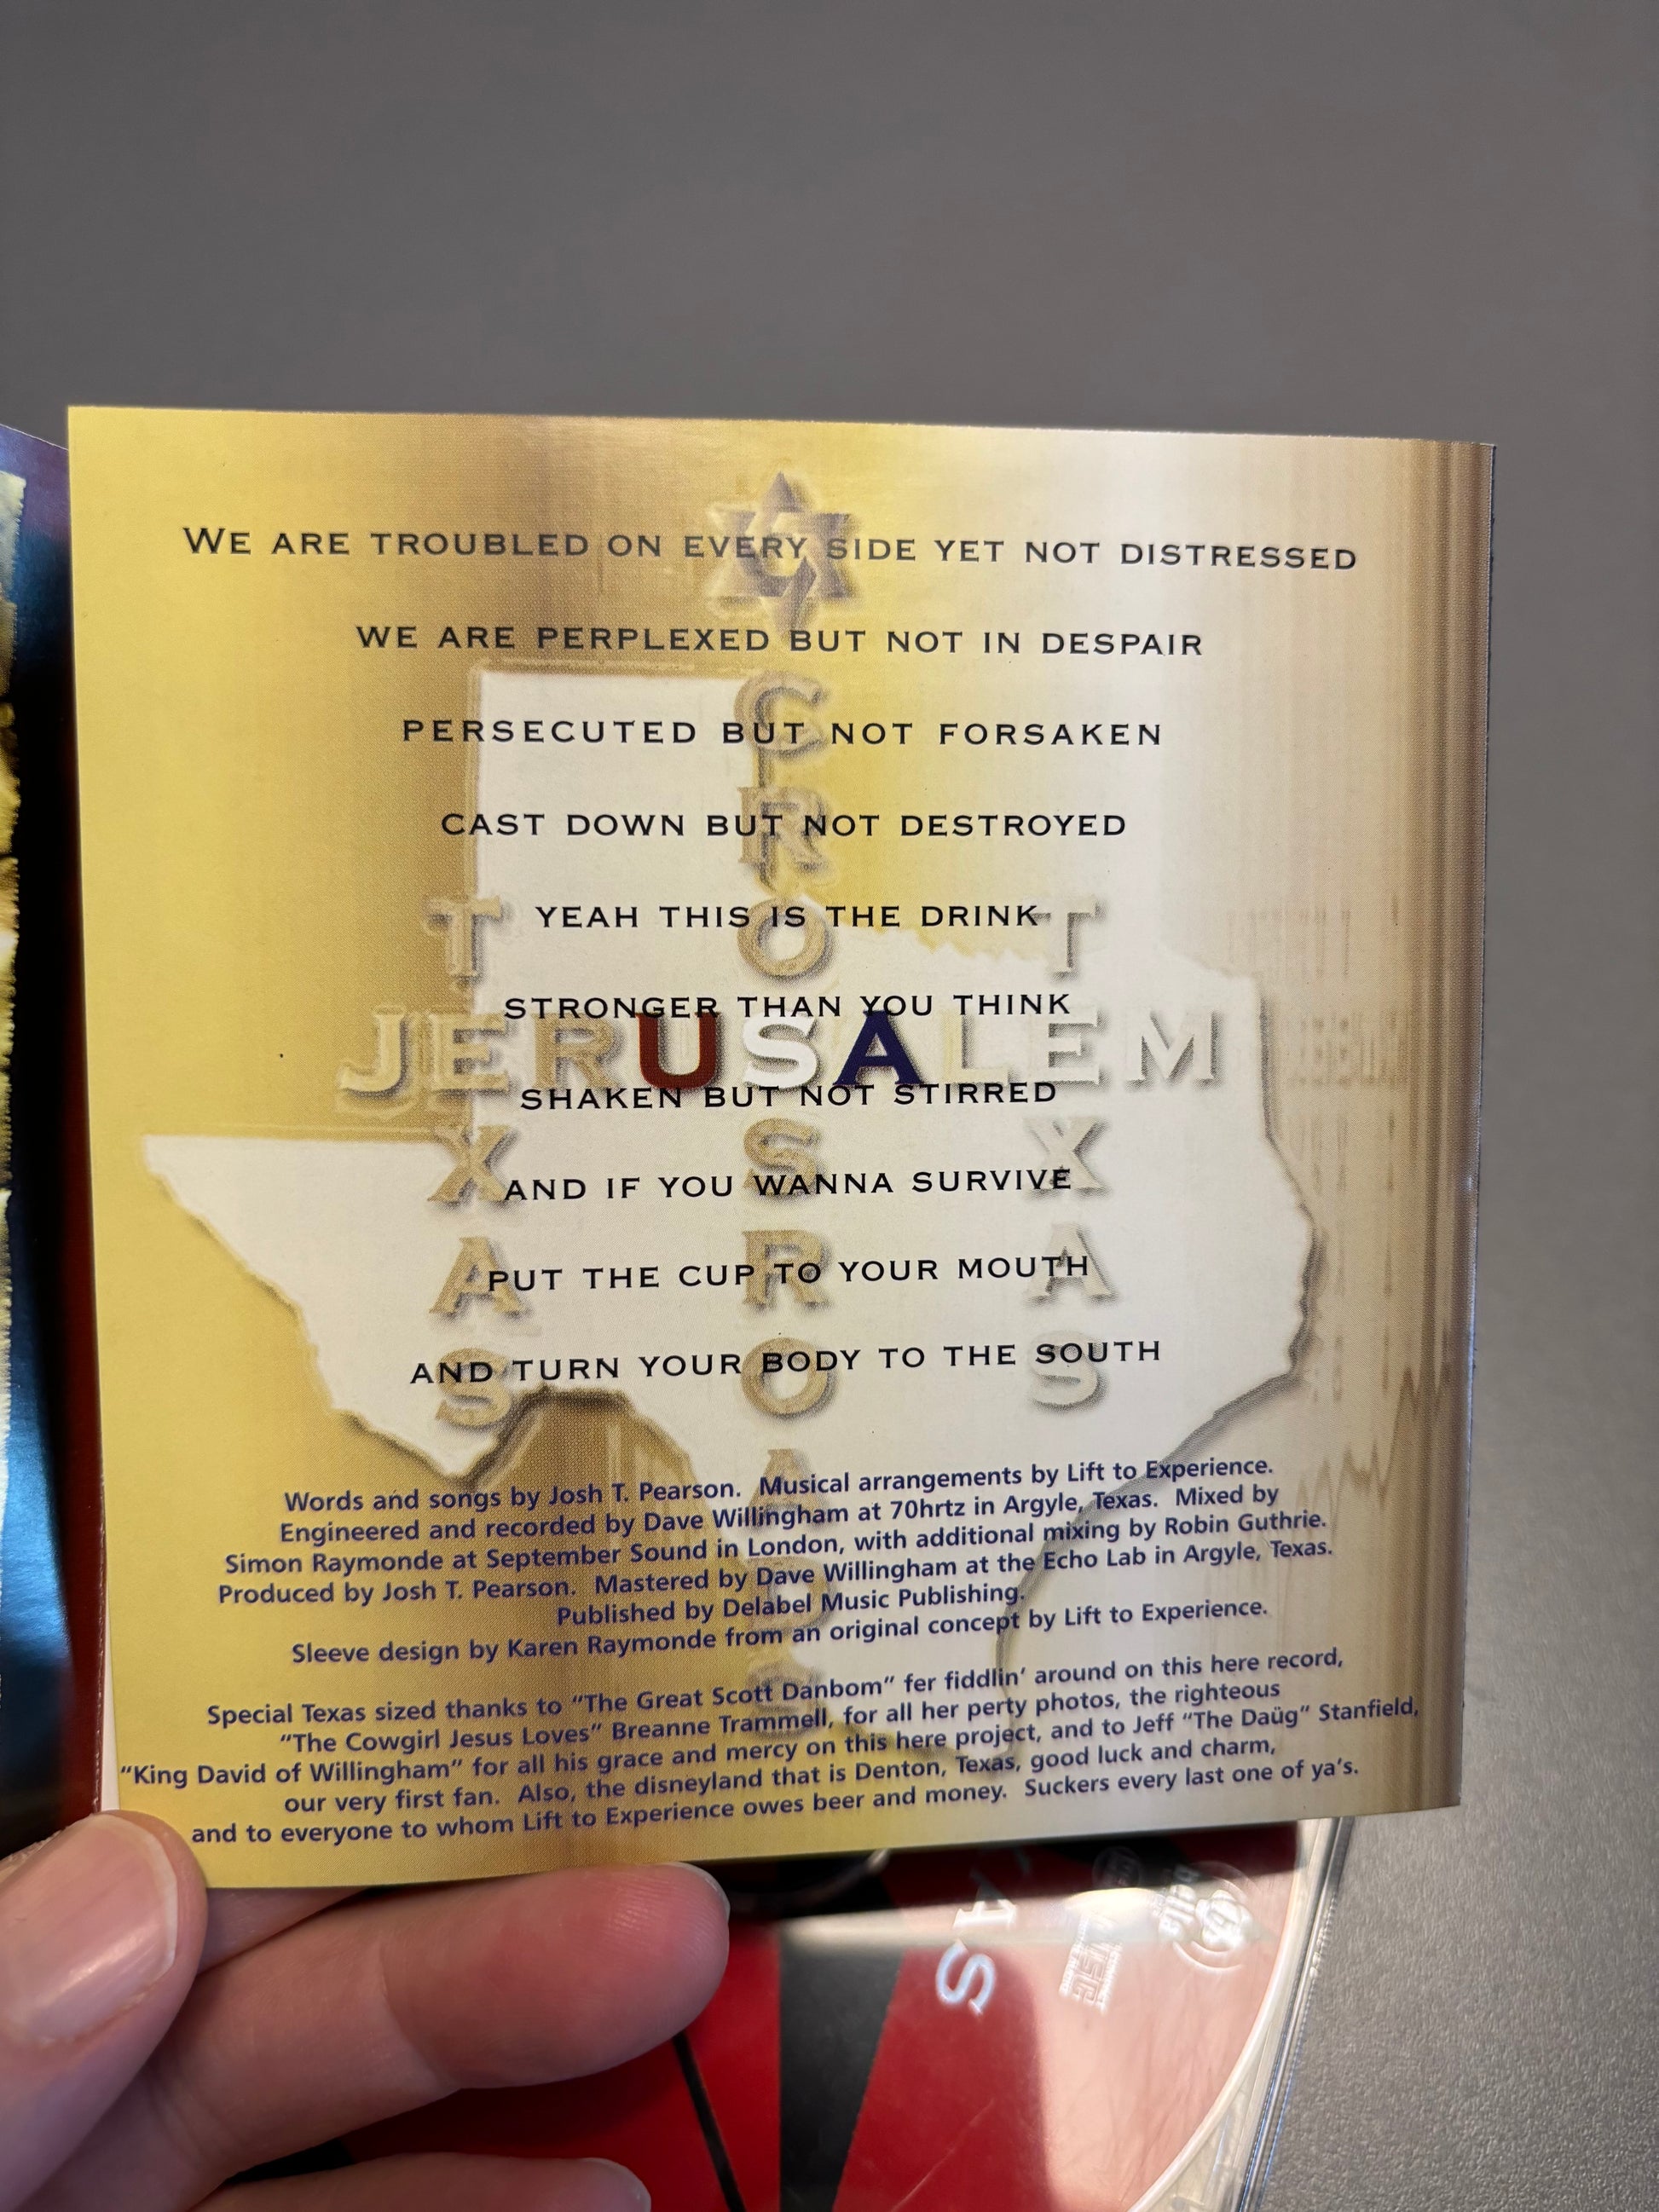 WE ARE TROUBLED ON EVERY SIDE YET NOT DISTRESSED
WE ARE PERPLEXED BUT NOT IN DESPAIR
PERSECUTED BUT NOT FORSAKEN
CAST DOWN BUT NOT DESTROYED
YEAH THIS IS THE DRINK
STRONGER THAN YOU THINK
SHAKEN BUT NOT STIRRED
AND IF YOU WANNA SURVIVE
PUT THE CUP TO YOUR MOUTH
AND TURN YOUR BODY TO THE SOUTH
JERUSALEM
TEXAS
CROSSROADS
TEXAS
Words and songs by Josh T. Pearson. Musical arrangements by Lift to Experience.
Engineered and recorded by Dave Willingham at 70hrtz in Argyle, Texas. Mixed by
Simon Raymonde at September Sound in London, with additional mixing by Robin Guthrie.
Produced by Josh T. Pearson. Mastered by Dave Willingham at the Echo Lab in Argyle, Texas.
Published by Delabel Music Publishing.
Sleeve design by Karen Raymonde from an original concept by Lift to Experience.
Special Texas sized thanks to “The Great Scott Danbom” fer fiddlin’ around on this here record,
“The Cowgirl Jesus Loves” Breanne Trammell, for all her perty photos, the righteous
“King David of Willingham” for all his grace and mercy on this here project, and to Jeff “The Daüg” Stanfield,
our very first fan. Also, the disneyland that is Denton, Texas, good luck and charm,
and to everyone to whom Lift to Experience owes beer and money. Suckers every last one of ya’s.